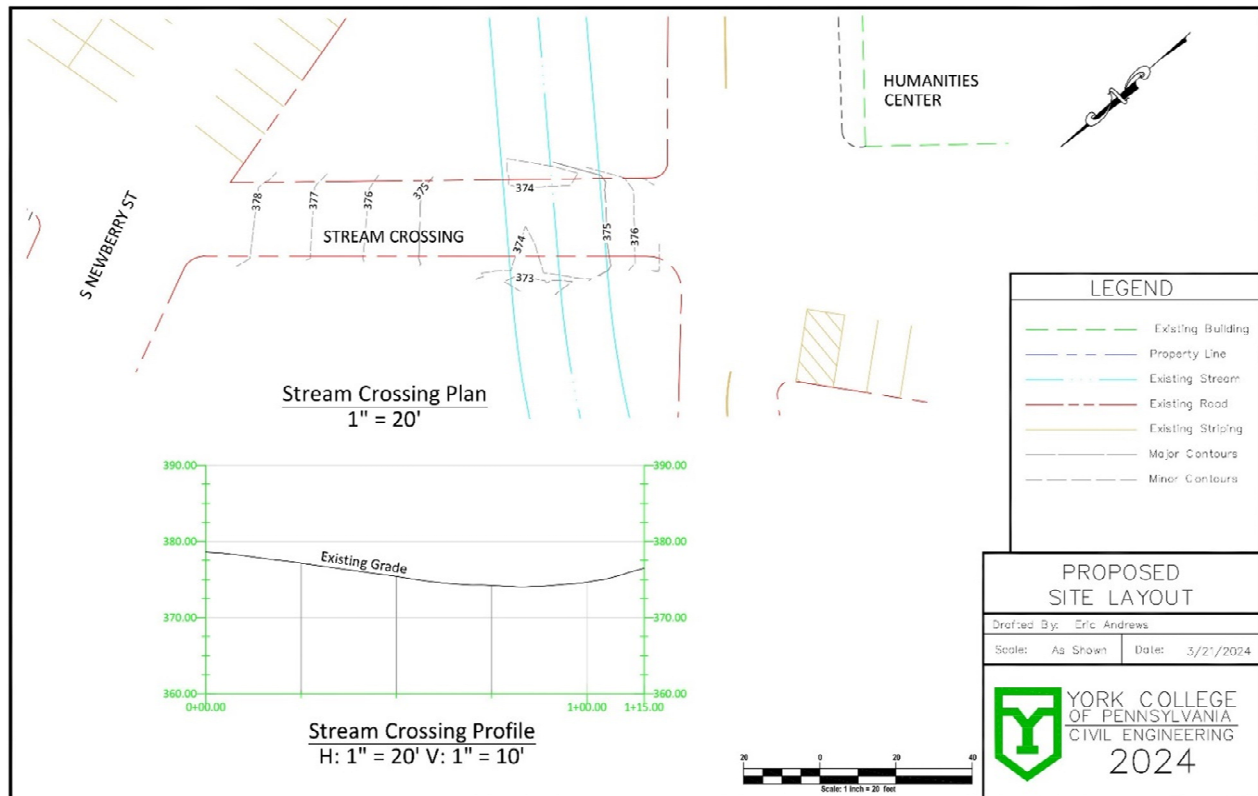 HUMANITIES
CENTER
N
378
377
376
375
374
STREAM CROSSING
374
375
376
373
S NEWBERRY ST
Stream Crossing Plan
1" = 20'
LEGEND
Existing Building
Property Line
Existing Stream
Existing Road
Existing Striping
Major Contours
Minor Contours
390.00
390.00
380.00
380.00
Existing Grade
370.00
370.00
360.00
360.00
0+00.00
1+00.00
1+15.00
Stream Crossing Profile
H: 1" = 20' V: 1" = 10'
20
0
20
40
Scale: 1 inch = 20 feet
PROPOSED
SITE LAYOUT
Drafted By: Eric Andrews
Scale: As Shown
Date: 3/21/2024
Y
YORK COLLEGE
OF PENNSYLVANIA
CIVIL ENGINEERING
2024